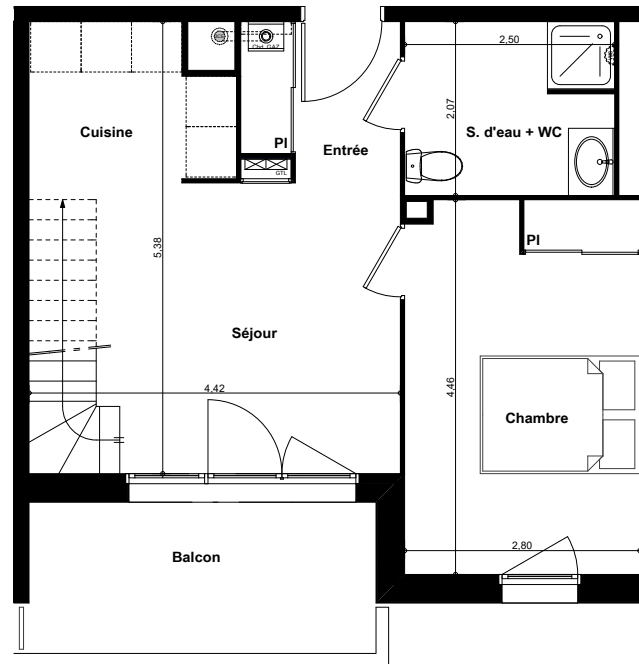 Chd. GAZ
2,50
Cuisine
PI
Entrée
2,07
S. d'eau + WC
GTL
PI
5,38
Séjour
4,42
4,46
Chambre
2,80
Balcon